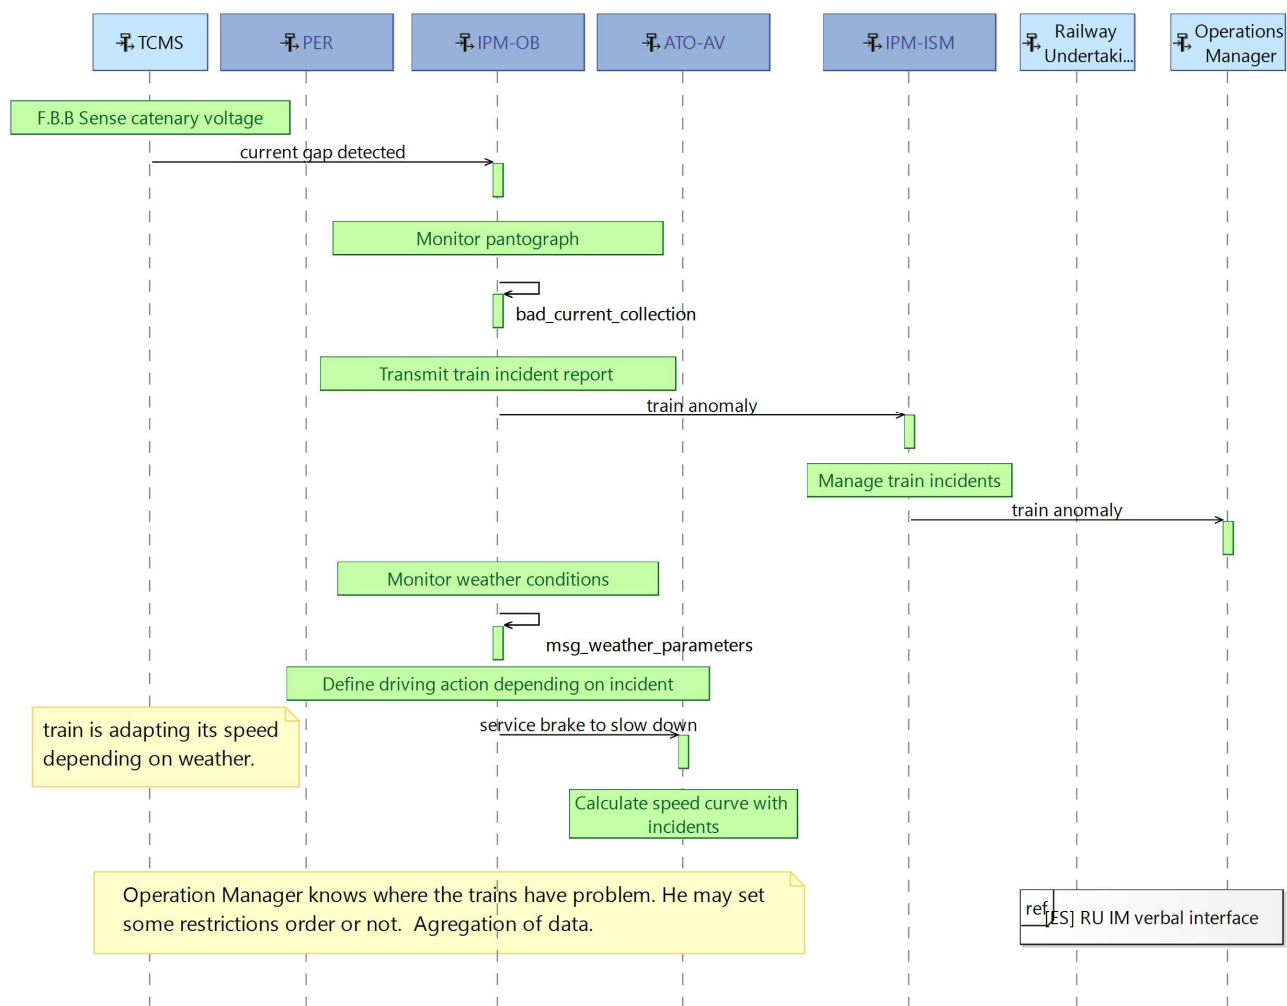 TCMS
PER
IPM-OB
ATO-AV
IPM-ISM
Railway
Undertaki...
Operations
Manager
F.B.B Sense catenary voltage
current gap detected
Monitor pantograph
bad_current_collection
Transmit train incident report
train anomaly
Manage train incidents
train anomaly
Monitor weather conditions
msg_weather_parameters
Define driving action depending on incident
train is adapting its speed
depending on weather.
service brake to slow down
Calculate speed curve with
incidents
Operation Manager knows where the trains have problem. He may set
some restrictions order or not.  Agregation of data.
ref
[ES] RU IM verbal interface